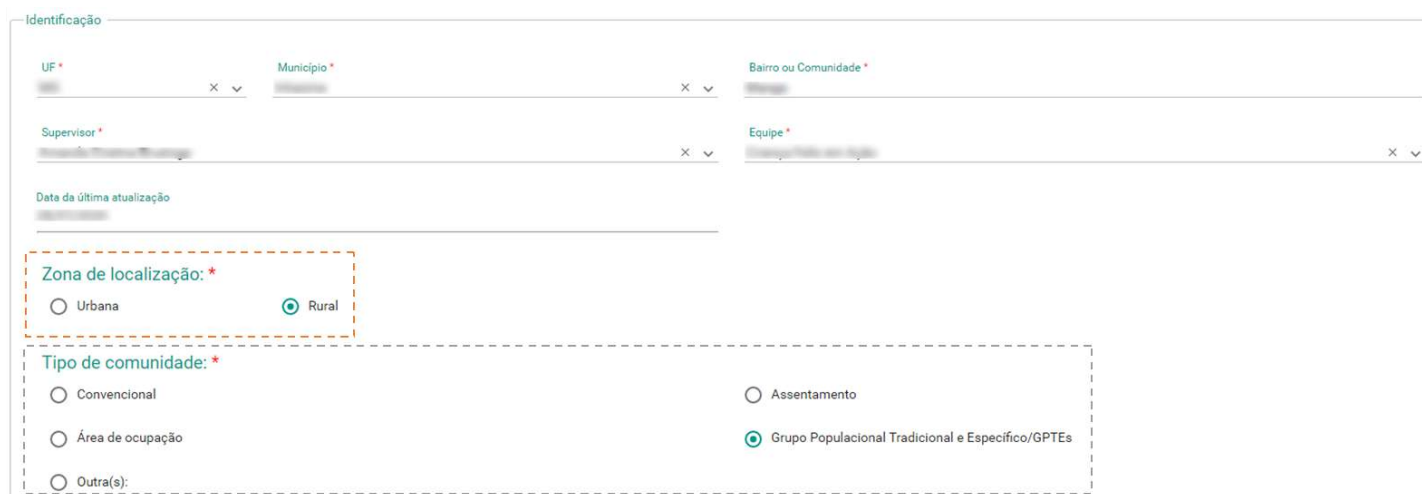 Identificação
UF *
Município *
Bairro ou Comunidade *
Supervisor *
Equipe *
Data da última atualização
Zona de localização: *
Urbana
Rural
Tipo de comunidade: *
Convencional
Assentamento
Área de ocupação
Grupo Populacional Tradicional e Específico/GPTEs
Outra(s):